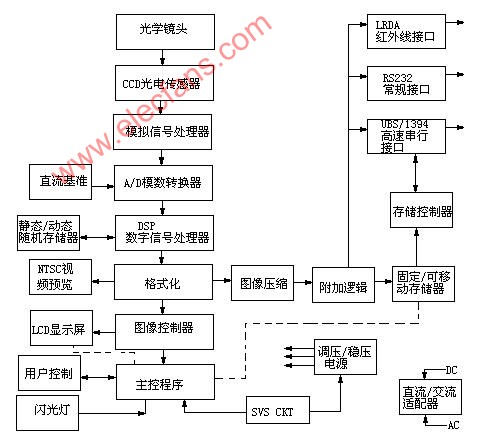 光学镜头
LRDA
红外线接口
CCD光电传感器
RS232
常规接口
模拟信号处理器
UBS/1394
高速串行
接口
直流基准
A/D模数转换器
静态/动态
随机存储器
DSP
数字信号处理器
存储控制器
NTSC视
频预览
格式化
图像压缩
附加逻辑
固定/可移
动存储器
LCD显示屏
图像控制器
调压/稳压
电源
用户控制
主控程序
DC
直流/交流
适配器
AC
闪光灯
SVS CKT
www.elecfans.com